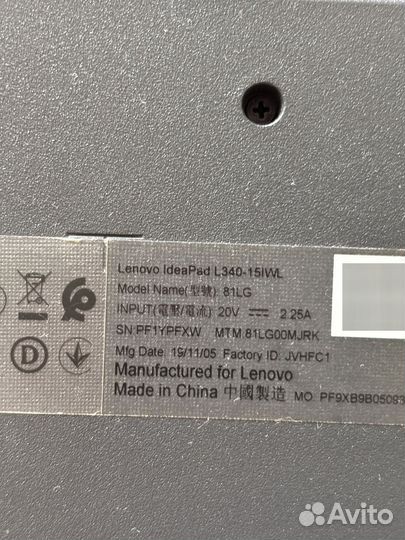 Lenovo IdeaPad L340-15IWL
Model Name(型號): 81LG
INPUT(電壓/電流): 20V ⎓ 2.25A
SN:PF1YPFXW MTM:81LG00MJRK
Mfg Date: 19/11/05 Factory ID: JVHFC1
Manufactured for Lenovo
Made in China 中國製造 MO: PF9XB9B05083
D
Avito